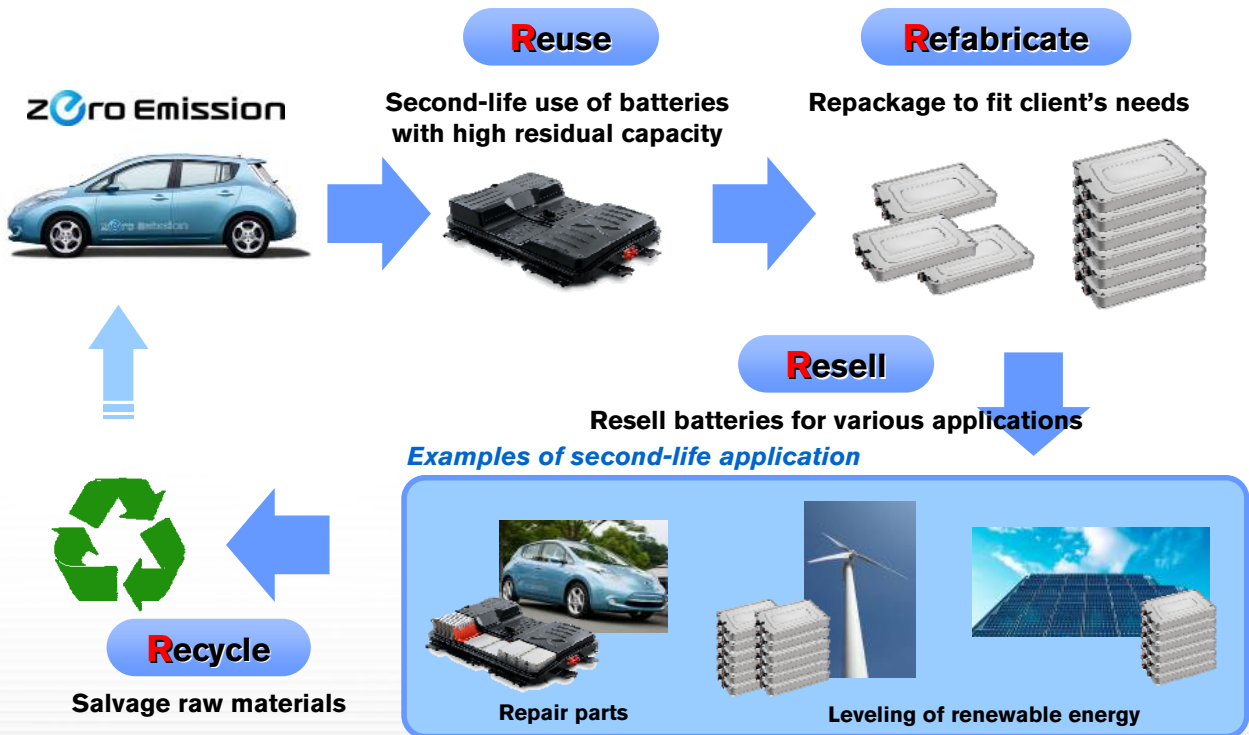 Reuse
Refabricate
zero Emission
Second-life use of batteries
with high residual capacity
Repackage to fit client's needs
zero Emission
Resell
Resell batteries for various applications
Examples of second-life application
Recycle
Salvage raw materials
Repair parts
Leveling of renewable energy